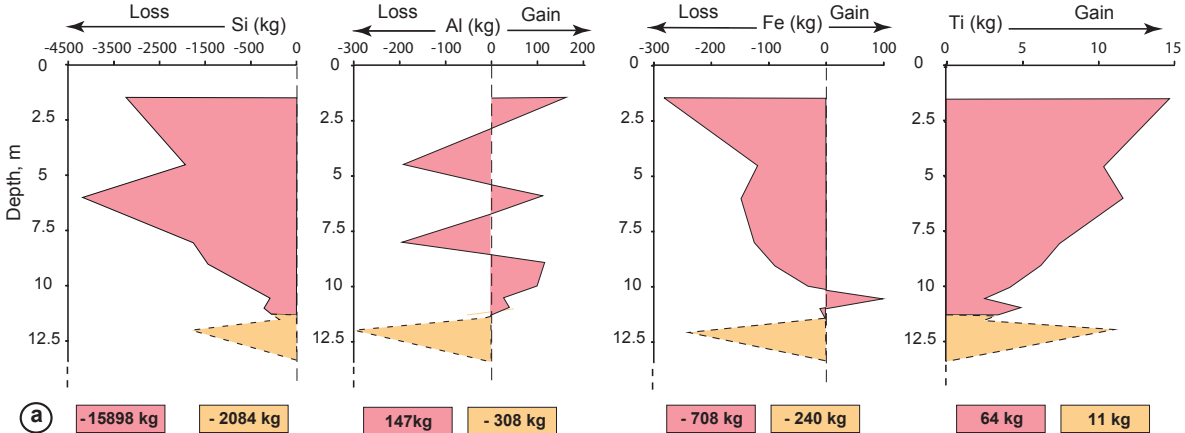 Loss Si (kg)
-4500 -3500 -2500 -1500 0
Loss Al (kg) Gain
-300 -200 -100 0 100 200
Loss Fe (kg) Gain
-300 -200 -100 0 100
Ti (kg) Gain
0 5 10 15
Depth, m
0
2.5
5
7.5
10
12.5
0
2.5
5
7.5
10
12.5
0
2.5
5
7.5
10
12.5
0
2.5
5
7.5
10
12.5
a
-15898 kg - 2084 kg 147kg - 308 kg - 708 kg - 240 kg 64 kg 11 kg